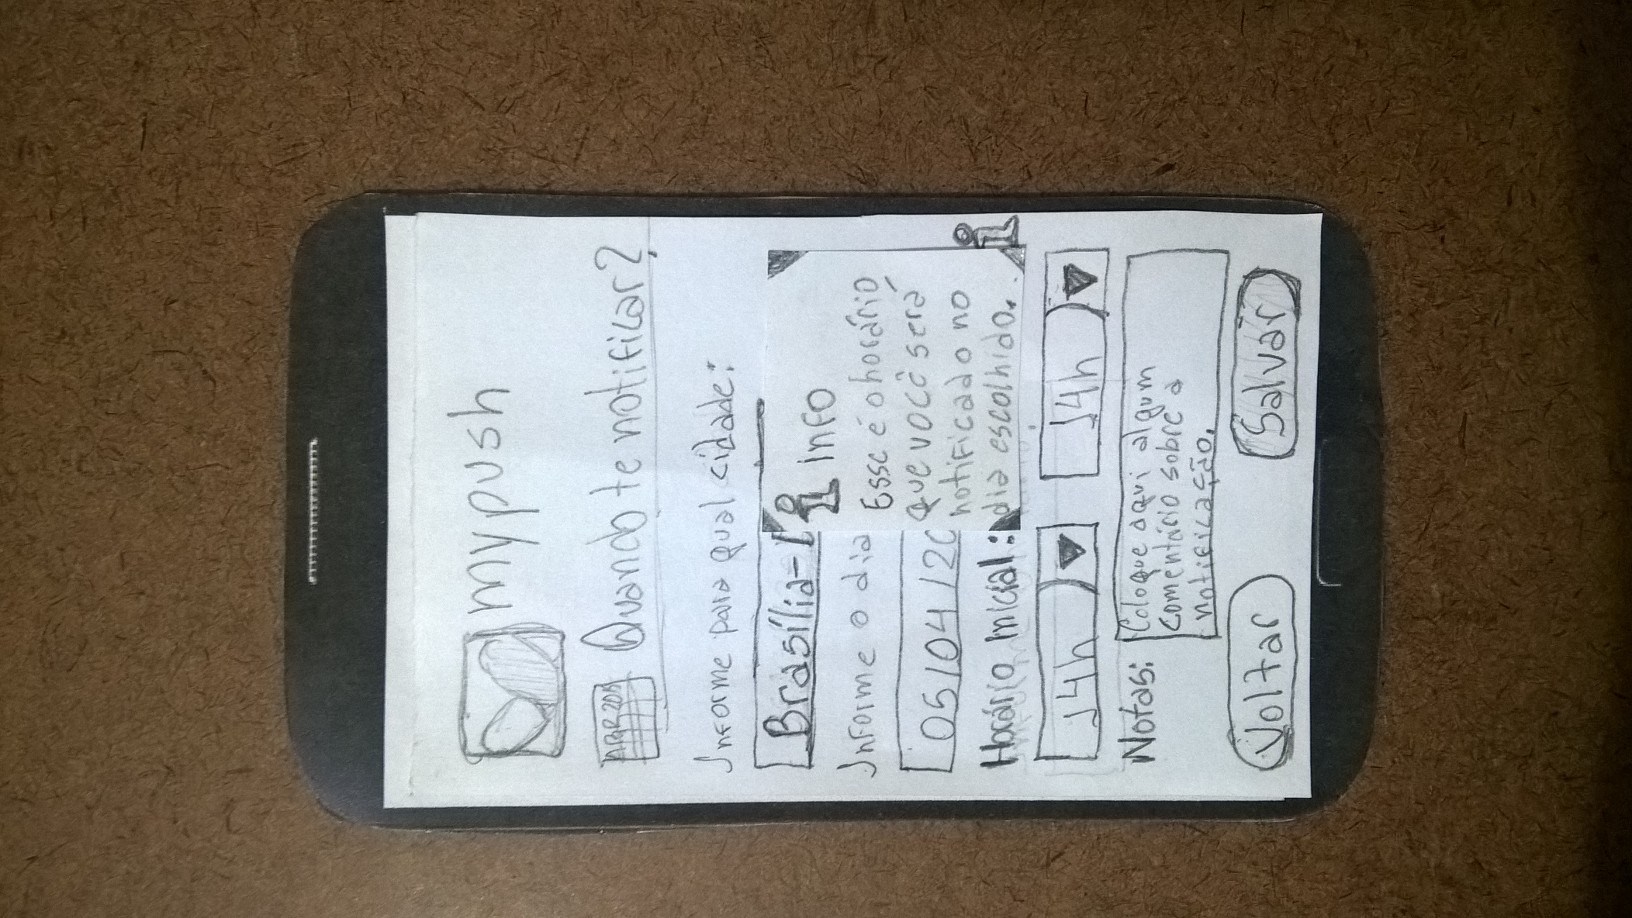 mypush
ABR 2015
Quando te notificar?
Informe para qual cidade:
Brasília-
info
Informe o dia
Esse é o horário
que você será
05/04/20
notificado no
Horário Inicial:
dia escolhido.
14h
14h
Notas:
Coloque aqui algum
comentário sobre a
notificação.
Voltar
Salvar